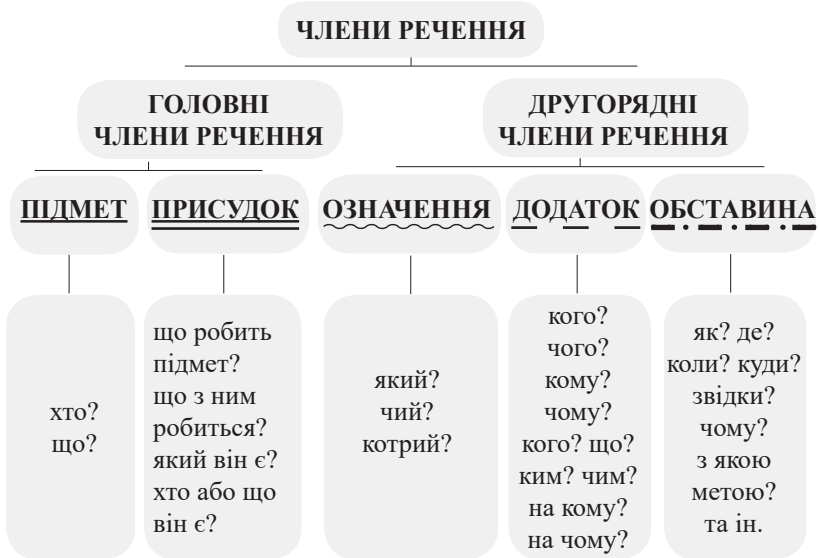 ЧЛЕНИ РЕЧЕННЯ
ГОЛОВНІ
ЧЛЕНИ РЕЧЕННЯ
ДРУГОРЯДНІ
ЧЛЕНИ РЕЧЕННЯ
ПІДМЕТ
ПРИСУДОК
ОЗНАЧЕННЯ
ДОДАТОК
ОБСТАВИНА
хто?
що?
що робить
підмет?
що з ним
робиться?
який він є?
хто або що
він є?
який?
чий?
котрий?
кого?
чого?
кому?
чому?
кого? що?
ким? чим?
на кому?
на чому?
як? де?
коли? куди?
звідки?
чому?
з якою
метою?
та ін.